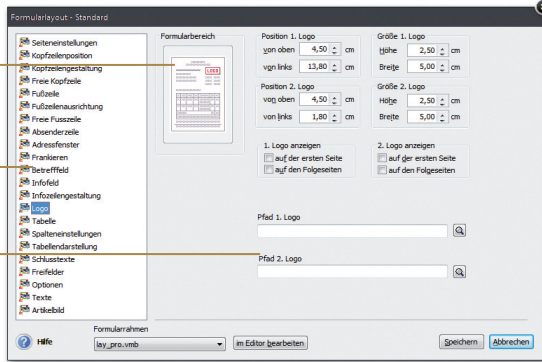 Formularlayout - Standard
Seiteneinstellungen
Kopfzeilenposition
Kopfzeilengestaltung
Freie Kopfzeile
Fußzeile
Fußzeilenausrichtung
Freie Fusszeile
Absenderzeile
Adressfenster
Frankieren
Betrefffeld
Infofeld
Infozeilengestaltung
Logo
Tabelle
Spalteneinstellungen
Tabellendarstellung
Schlusstexte
Freifelder
Optionen
Texte
Artikelbild
Formularbereich
LOGO
Position 1. Logo
von oben 4,50 cm
von links 13,80 cm
Größe 1. Logo
Höhe 2,50 cm
Breite 5,00 cm
Position 2. Logo
von oben 4,50 cm
von links 1,80 cm
Größe 2. Logo
Höhe 2,50 cm
Breite 5,00 cm
1. Logo anzeigen
auf der ersten Seite
auf den Folgeseiten
2. Logo anzeigen
auf der ersten Seite
auf den Folgeseiten
Pfad 1. Logo
Pfad 2. Logo
Hilfe
Formularrahmen
lay_pro.vmb
im Editor bearbeiten
Speichern
Abbrechen